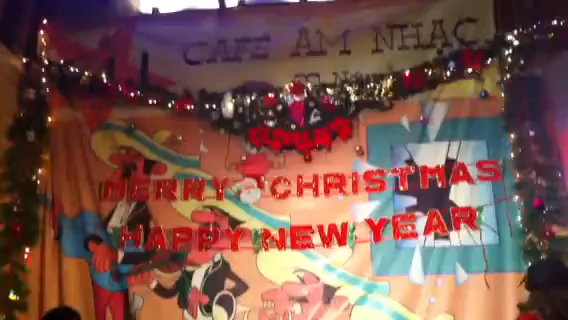 CAFÉ ÂM NHẠC
MERRY CHRISTMAS
HAPPY NEW YEAR